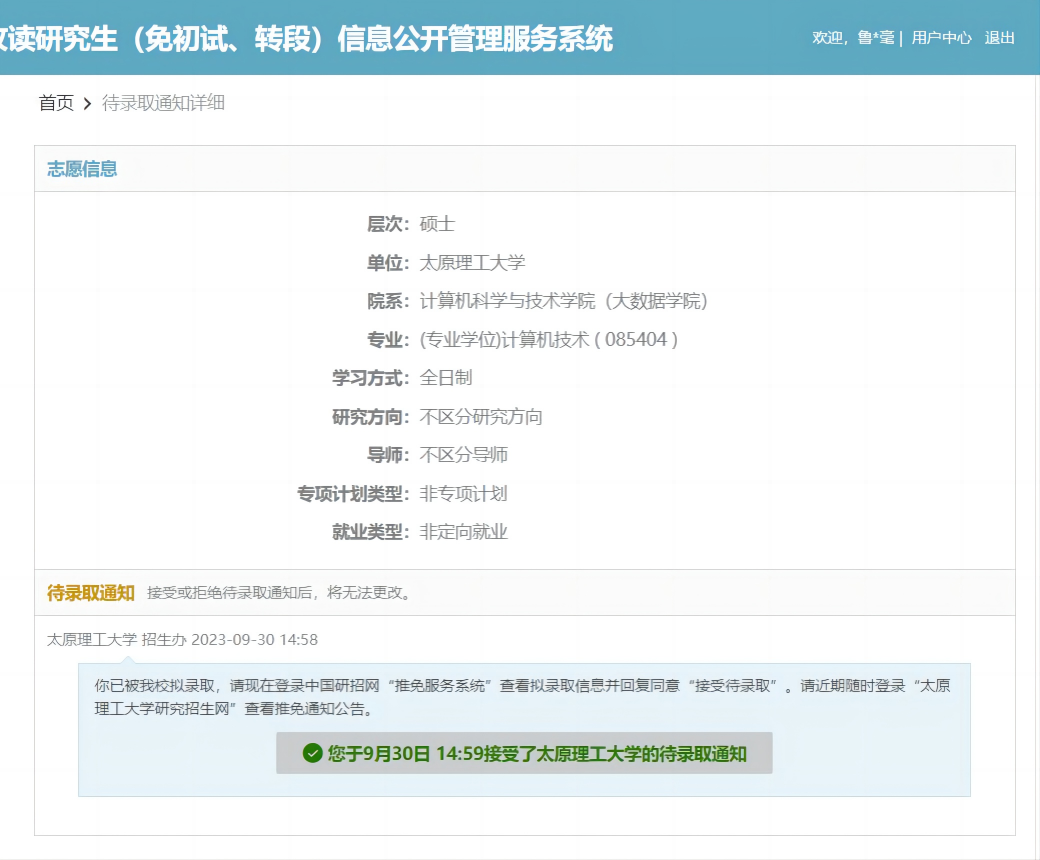 读研究生（免初试、转段）信息公开管理服务系统
欢迎，鲁*毫 | 用户中心 退出
首页 > 待录取通知详细
志愿信息
层次：硕士
单位：太原理工大学
院系：计算机科学与技术学院（大数据学院）
专业：(专业学位)计算机技术 ( 085404 )
学习方式：全日制
研究方向：不区分研究方向
导师：不区分导师
专项计划类型：非专项计划
就业类型：非定向就业
待录取通知 接受或拒绝待录取通知后，将无法更改。
太原理工大学 招生办 2023-09-30 14:58
你已被我校拟录取，请现在登录中国研招网“推免服务系统”查看拟录取信息并回复同意“接受待录取”。请近期随时登录“太原
理工大学研究招生网”查看推免通知公告。
您于9月30日 14:59接受了太原理工大学的待录取通知